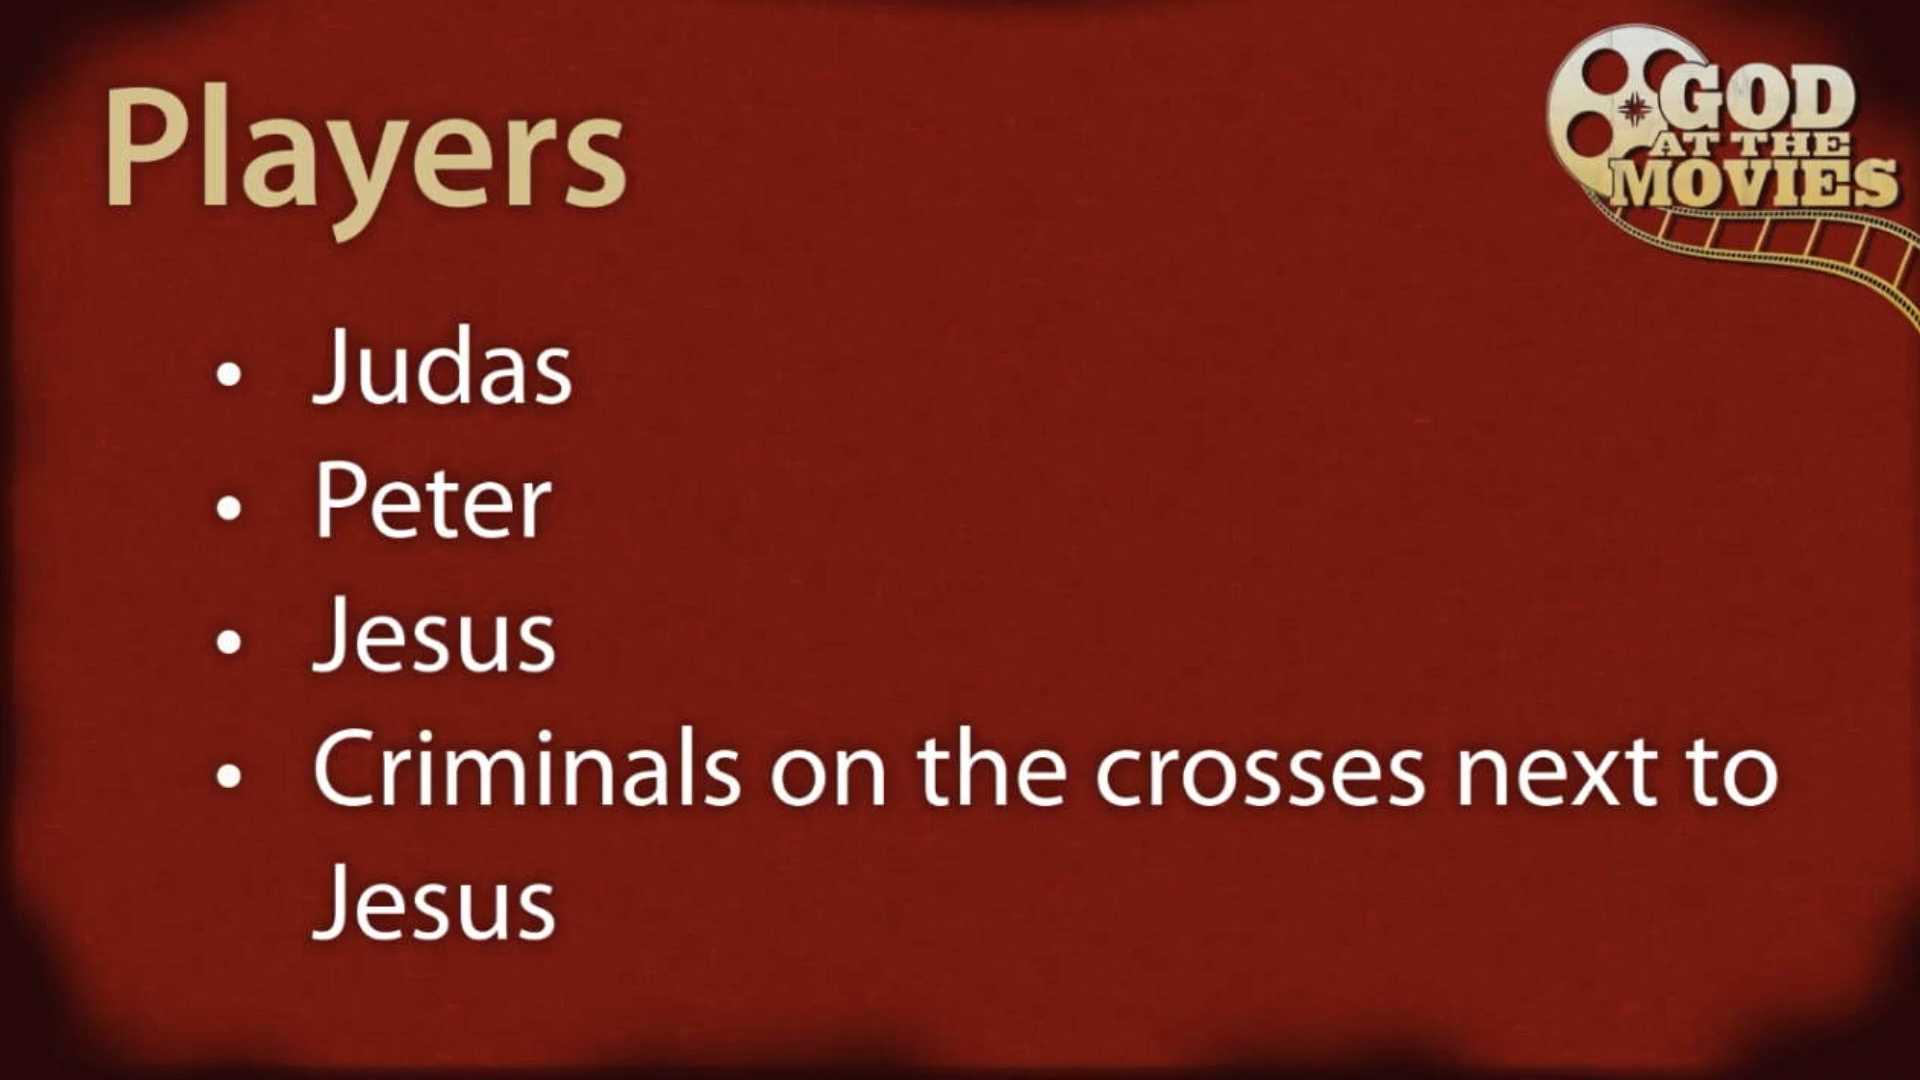 Players
GOD
AT THE
MOVIES
• Judas
• Peter
• Jesus
• Criminals on the crosses next to
Jesus